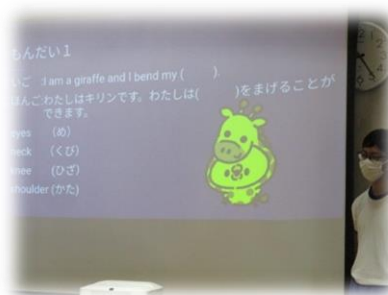 もんだい1
いご :I am a giraffe and I bend my ( ).
ほんご:わたしはキリンです。わたしは( )をまげることが
できます。
eyes (め)
neck (くび)
knee (ひざ)
shoulder (かた)